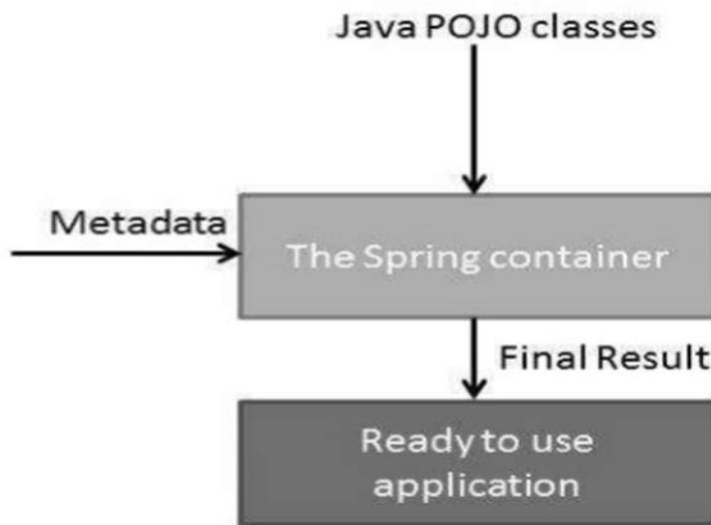 Java POJO classes
Metadata
The Spring container
Final Result
Ready to use
application